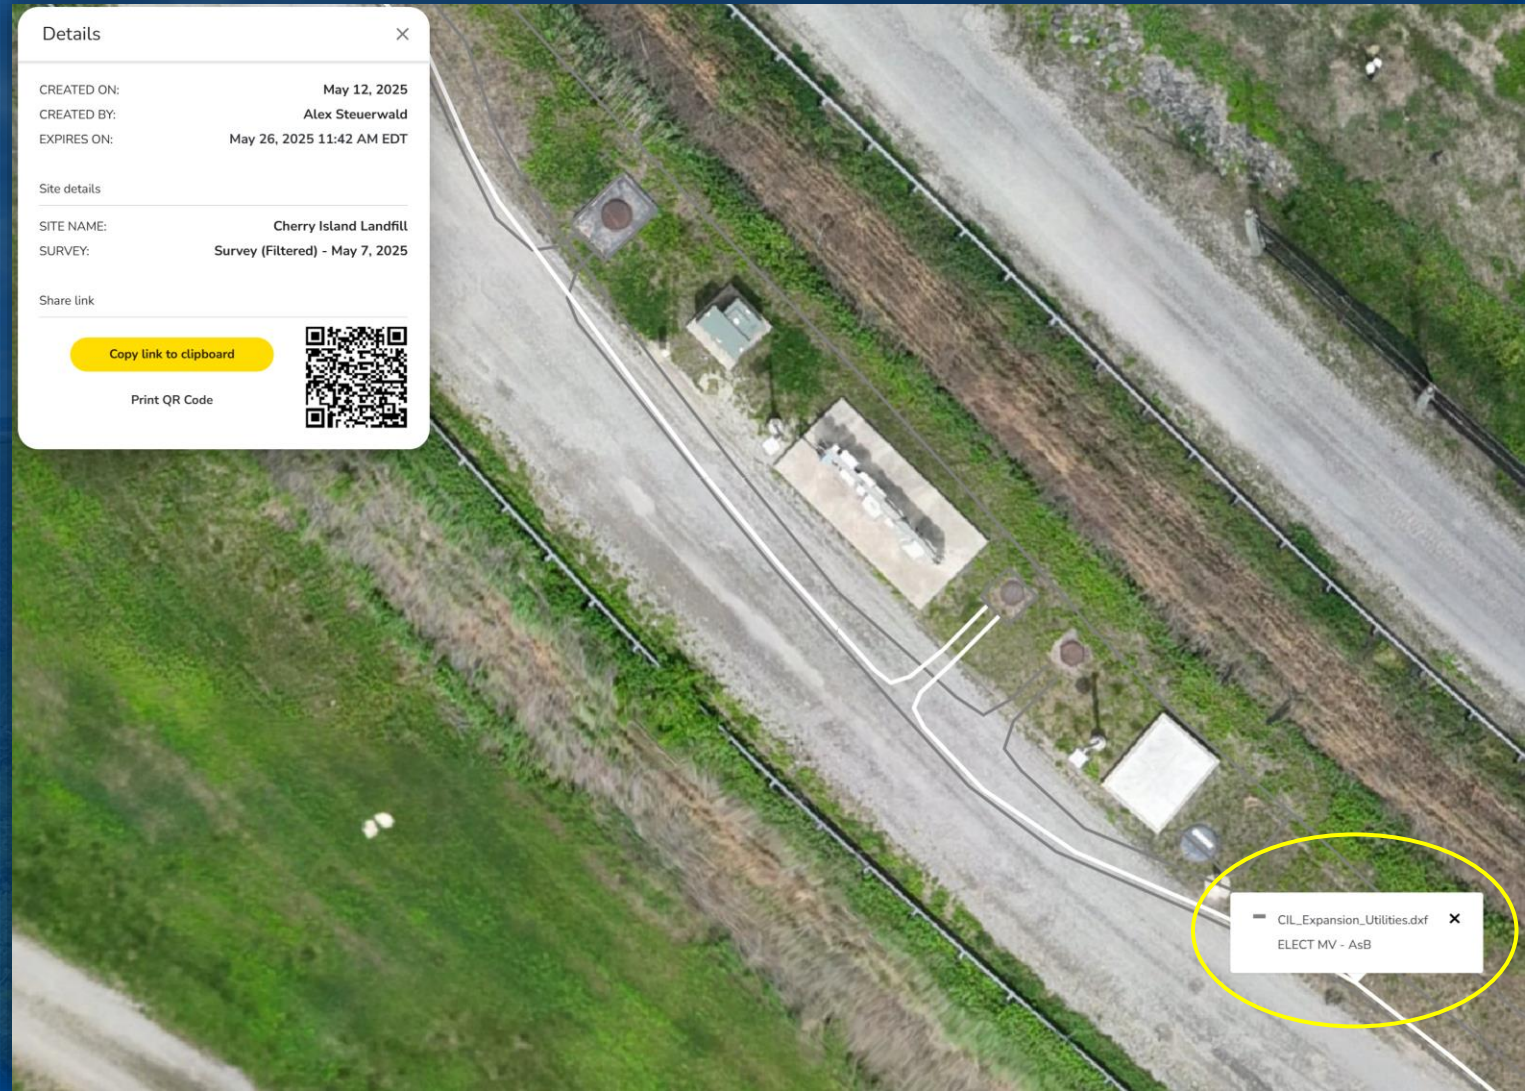 Details
CREATED ON: May 12, 2025
CREATED BY: Alex Steuerwald
EXPIRES ON: May 26, 2025 11:42 AM EDT
Site details
SITE NAME: Cherry Island Landfill
SURVEY: Survey (Filtered) - May 7, 2025
Share link
Copy link to clipboard
Print QR Code
CIL_Expansion_Utilities.dxf
ELECT MV - AsB